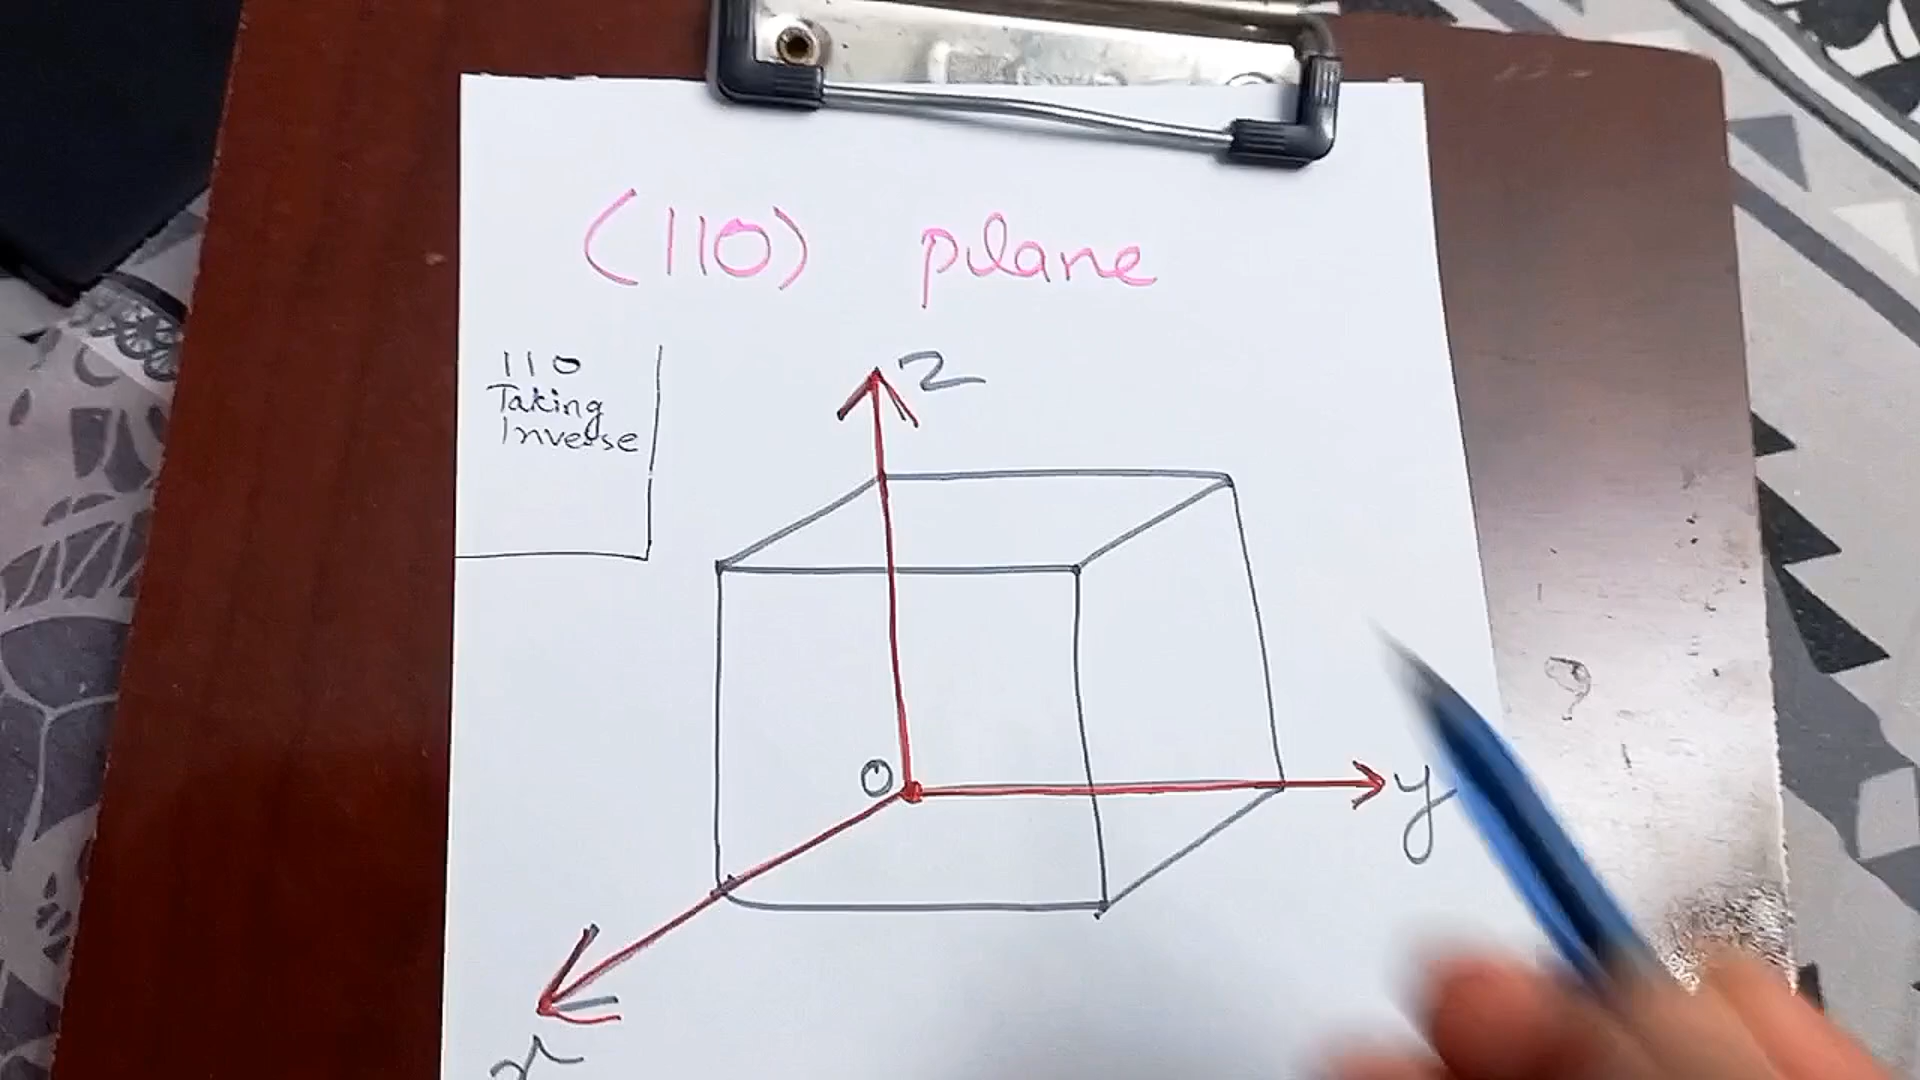 (110) plane
110
Taking
Inverse
z
O
y
x